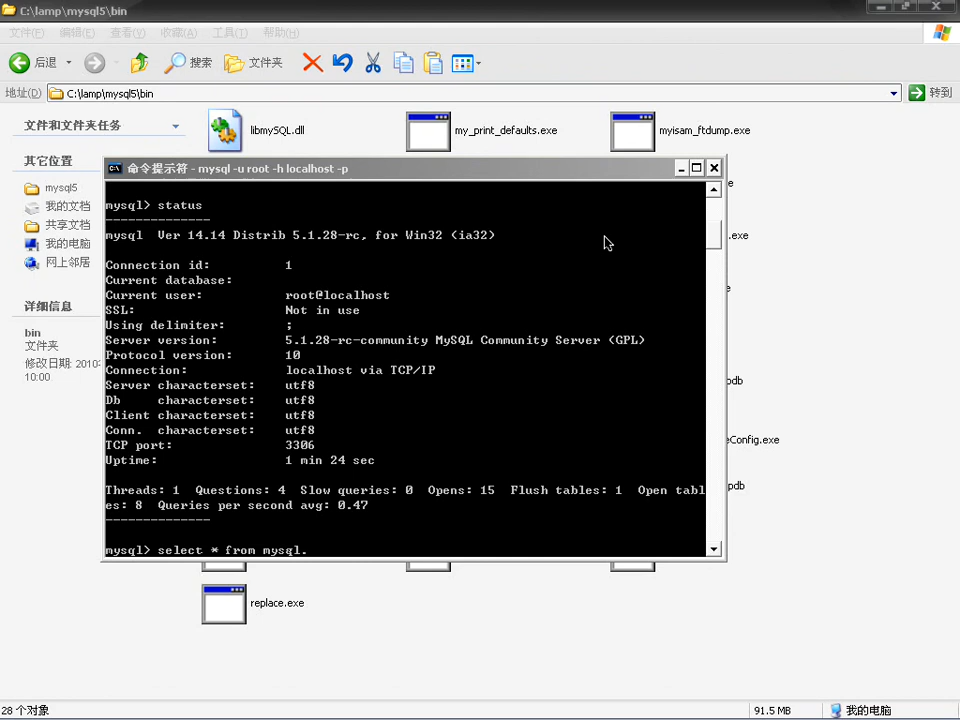 C:\lamp\mysql5\bin
文件(F) 编辑(E) 查看(V) 收藏(A) 工具(T) 帮助(H)
后退 搜索 文件夹
地址(D) C:\lamp\mysql5\bin 转到
文件和文件夹任务
其它位置
mysql5
我的文档
共享文档
我的电脑
网上邻居
详细信息
bin
文件夹
修改日期: 2010
10:00
libmySQL.dll my_print_defaults.exe myisam_ftdump.exe
e
.exe
e
pdb
eConfig.exe
pdb
命令提示符 - mysql -u root -h localhost -p
mysql> status
--------------
mysql  Ver 14.14 Distrib 5.1.28-rc, for Win32 (ia32)
Connection id: 1
Current database:
Current user: root@localhost
SSL: Not in use
Using delimiter: ;
Server version: 5.1.28-rc-community MySQL Community Server (GPL)
Protocol version: 10
Connection: localhost via TCP/IP
Server characterset: utf8
Db     characterset: utf8
Client characterset: utf8
Conn.  characterset: utf8
TCP port: 3306
Uptime: 1 min 24 sec
Threads: 1  Questions: 4  Slow queries: 0  Opens: 15  Flush tables: 1  Open tabl
es: 8  Queries per second avg: 0.47
--------------
mysql> select * from mysql.
replace.exe
28 个对象 91.5 MB 我的电脑